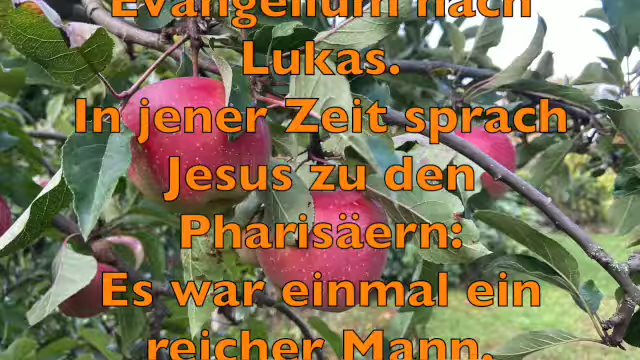 Evangelium nach
Lukas.
In jener Zeit sprach
Jesus zu den
Pharisäern:
Es war einmal ein
reicher Mann,